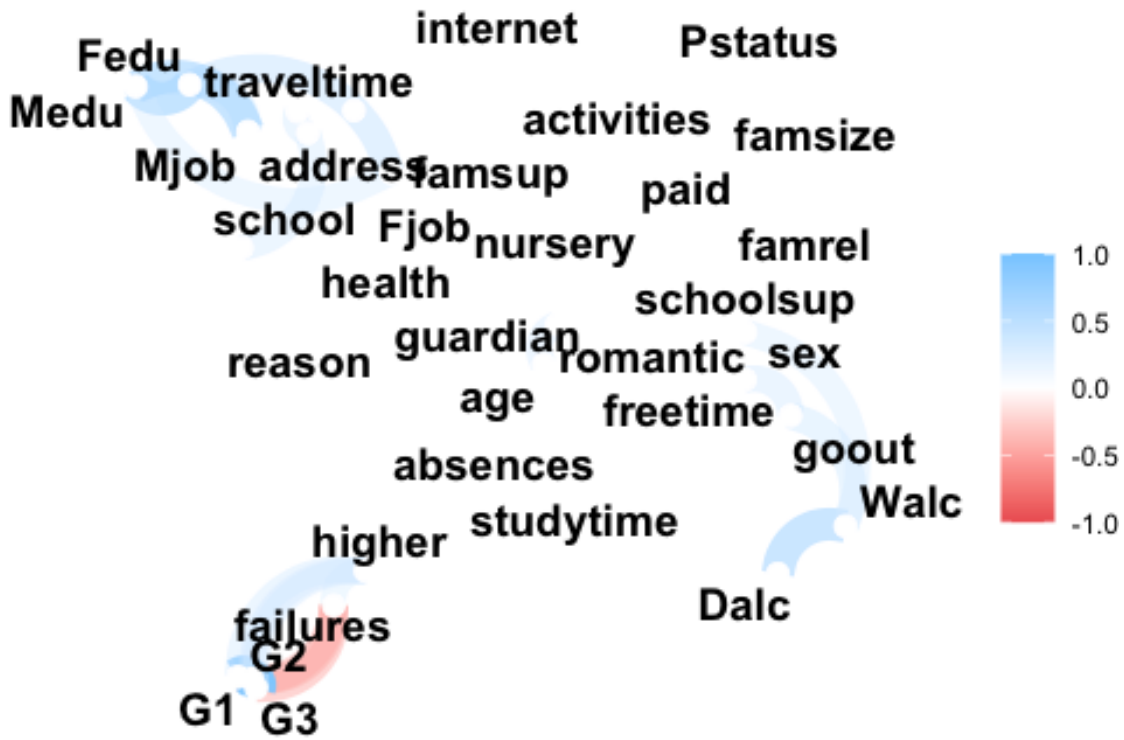 internet
Pstatus
Fedu
traveltime
Medu
activities
famsize
Mjob
address
famsup
paid
school
Fjob
nursery
famrel
health
schoolsup
guardian
romantic
sex
reason
age
freetime
goout
absences
Walc
studytime
higher
Dalc
failures
G2
G1
G3
1.0
0.5
0.0
-0.5
-1.0